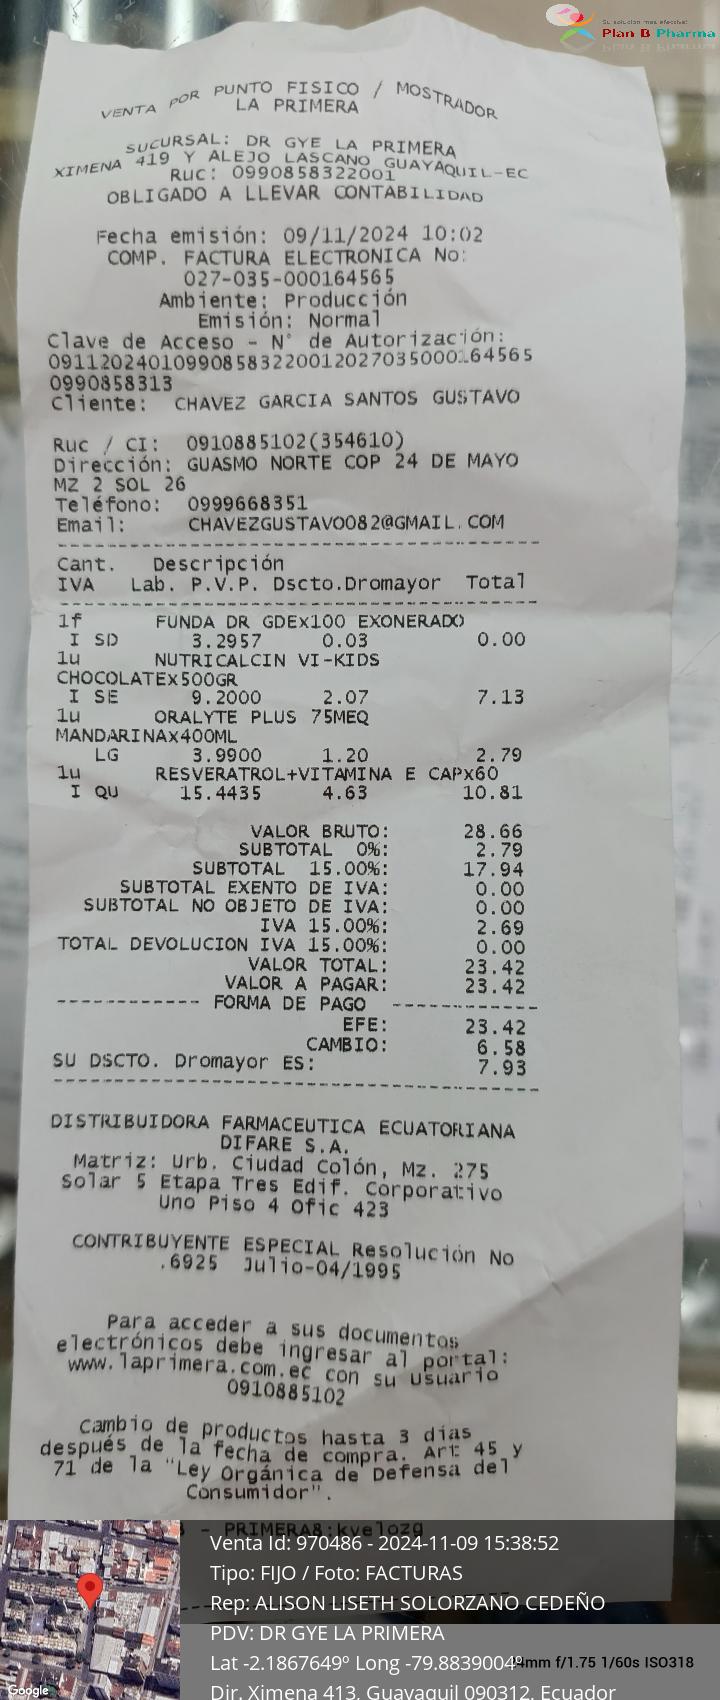 Su solución más efectiva!
Plan B Pharma
VENTA POR PUNTO FISICO / MOSTRADOR
LA PRIMERA
SUCURSAL: DR GYE LA PRIMERA
XIMENA 419 Y ALEJO LASCANO GUAYAQUIL-EC
Ruc: 0990858322001
OBLIGADO A LLEVAR CONTABILIDAD
Fecha emisión: 09/11/2024 10:02
COMP. FACTURA ELECTRONICA No:
027-035-000164565
Ambiente: Producción
Emisión: Normal
Clave de Acceso - N° de Autorización:
091120240109908583220012027035000164565
0990858313
Cliente: CHAVEZ GARCIA SANTOS GUSTAVO
Ruc / CI: 0910885102(354610)
Dirección: GUASMO NORTE COP 24 DE MAYO
MZ 2 SOL 26
Teléfono: 0999668351
Email: CHAVEZGUSTAVO082@GMAIL.COM
Cant. Descripción
IVA Lab. P.V.P. Dscto.Dromayor Total
1f FUNDA DR GDEx100 EXONERADO
I SD 3.2957 0.03 0.00
1u NUTRICALCIN VI-KIDS
CHOCOLATEx500GR
I SE 9.2000 2.07 7.13
1u ORALYTE PLUS 75MEQ
MANDARINAx400ML
LG 3.9900 1.20 2.79
1u RESVERATROL+VITAMINA E CAPx60
I QU 15.4435 4.63 10.81
VALOR BRUTO: 28.66
SUBTOTAL 0%: 2.79
SUBTOTAL 15.00%: 17.94
SUBTOTAL EXENTO DE IVA: 0.00
SUBTOTAL NO OBJETO DE IVA: 0.00
IVA 15.00%: 2.69
TOTAL DEVOLUCION IVA 15.00%: 0.00
VALOR TOTAL: 23.42
VALOR A PAGAR: 23.42
------------ FORMA DE PAGO ------------
EFE: 23.42
CAMBIO: 6.58
SU DSCTO. Dromayor ES: 7.93
DISTRIBUIDORA FARMACEUTICA ECUATORIANA
DIFARE S.A.
Matriz: Urb. Ciudad Colón, Mz. 275
Solar 5 Etapa Tres Edif. Corporativo
Uno Piso 4 Ofic 423
CONTRIBUYENTE ESPECIAL Resolución No
.6925 Julio-04/1995
Para acceder a sus documentos
electrónicos debe ingresar al portal:
www.laprimera.com.ec con su usuario
0910885102
Cambio de productos hasta 3 días
después de la fecha de compra. Art 45 y
71 de la "Ley Orgánica de Defensa del
Consumidor".
- PRIMERA8:kvelozg
Venta Id: 970486 - 2024-11-09 15:38:52
Tipo: FIJO / Foto: FACTURAS
Rep: ALISON LISETH SOLORZANO CEDEÑO
PDV: DR GYE LA PRIMERA
Lat -2.1867649º Long -79.8839004º
mm f/1.75 1/60s ISO318
Dir. Ximena 413, Guayaquil 090312, Ecuador
Google